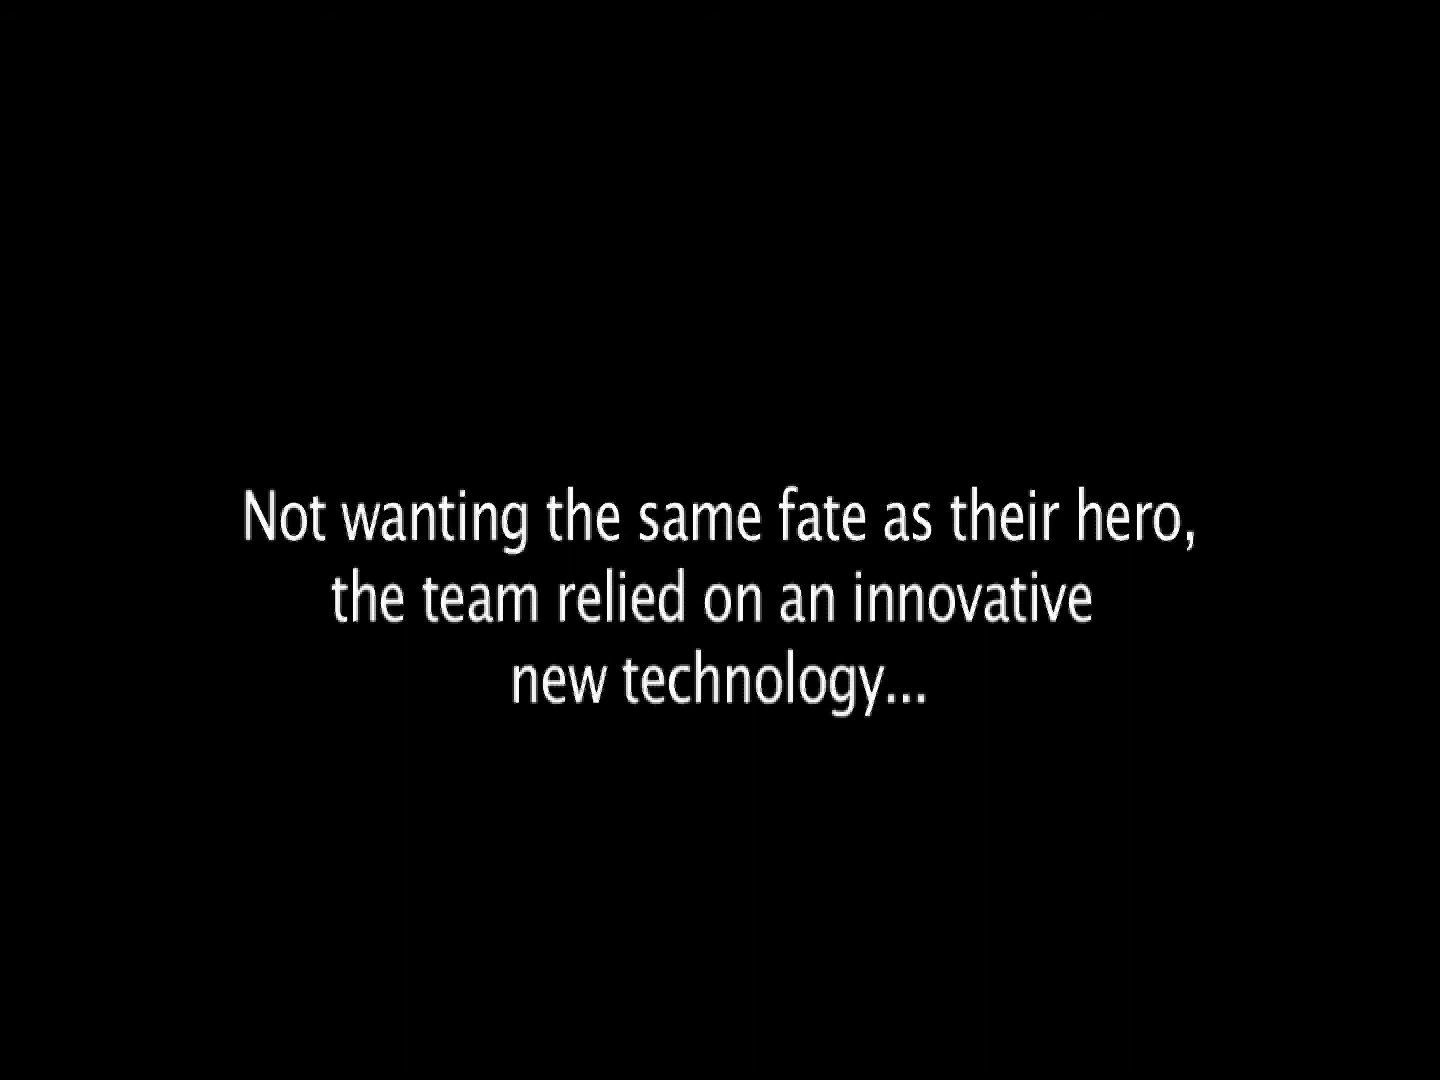 Not wanting the same fate as their hero,
the team relied on an innovative
new technology...